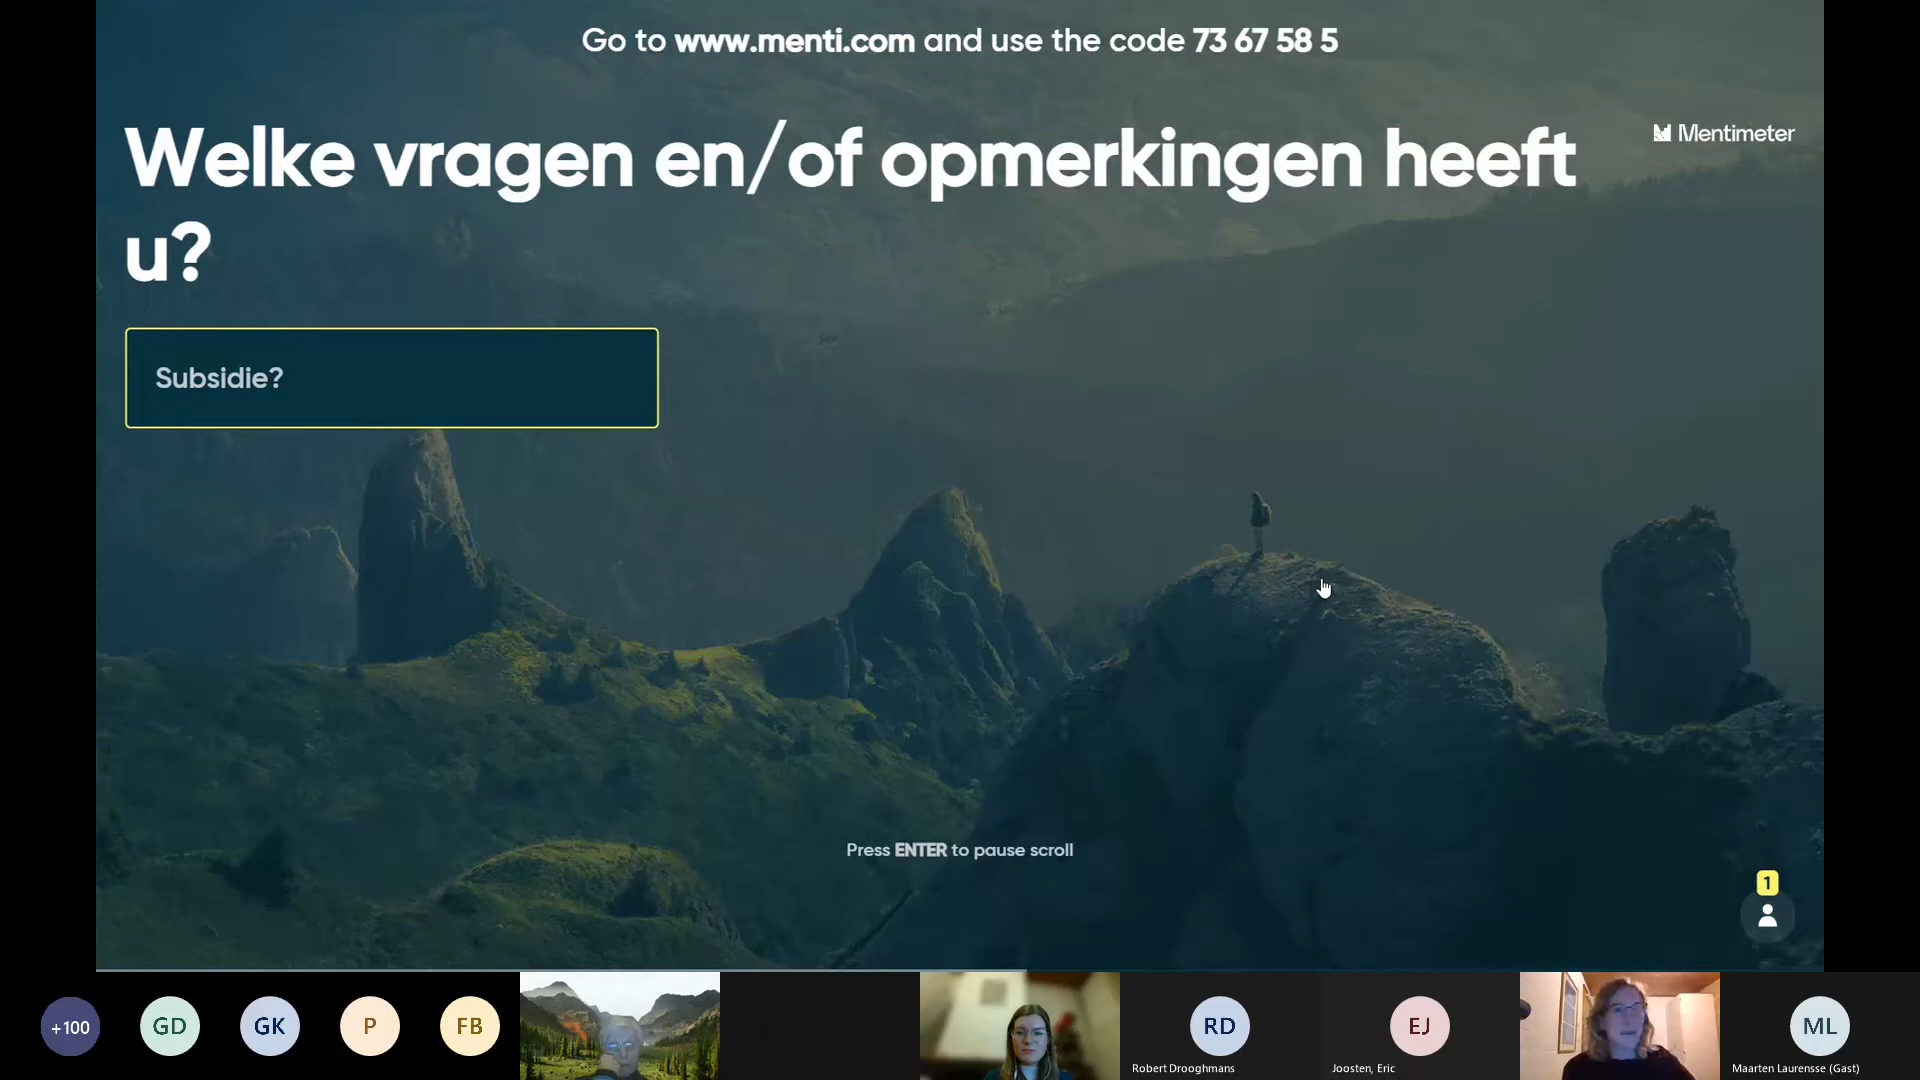 Go to www.menti.com and use the code 73 67 58 5
Mentimeter
Welke vragen en/of opmerkingen heeft
u?
Subsidie?
Press ENTER to pause scroll
1
+100
GD
GK
P
FB
RD
EJ
ML
Robert Drooghmans
Joosten, Eric
Maarten Laurensse (Gast)